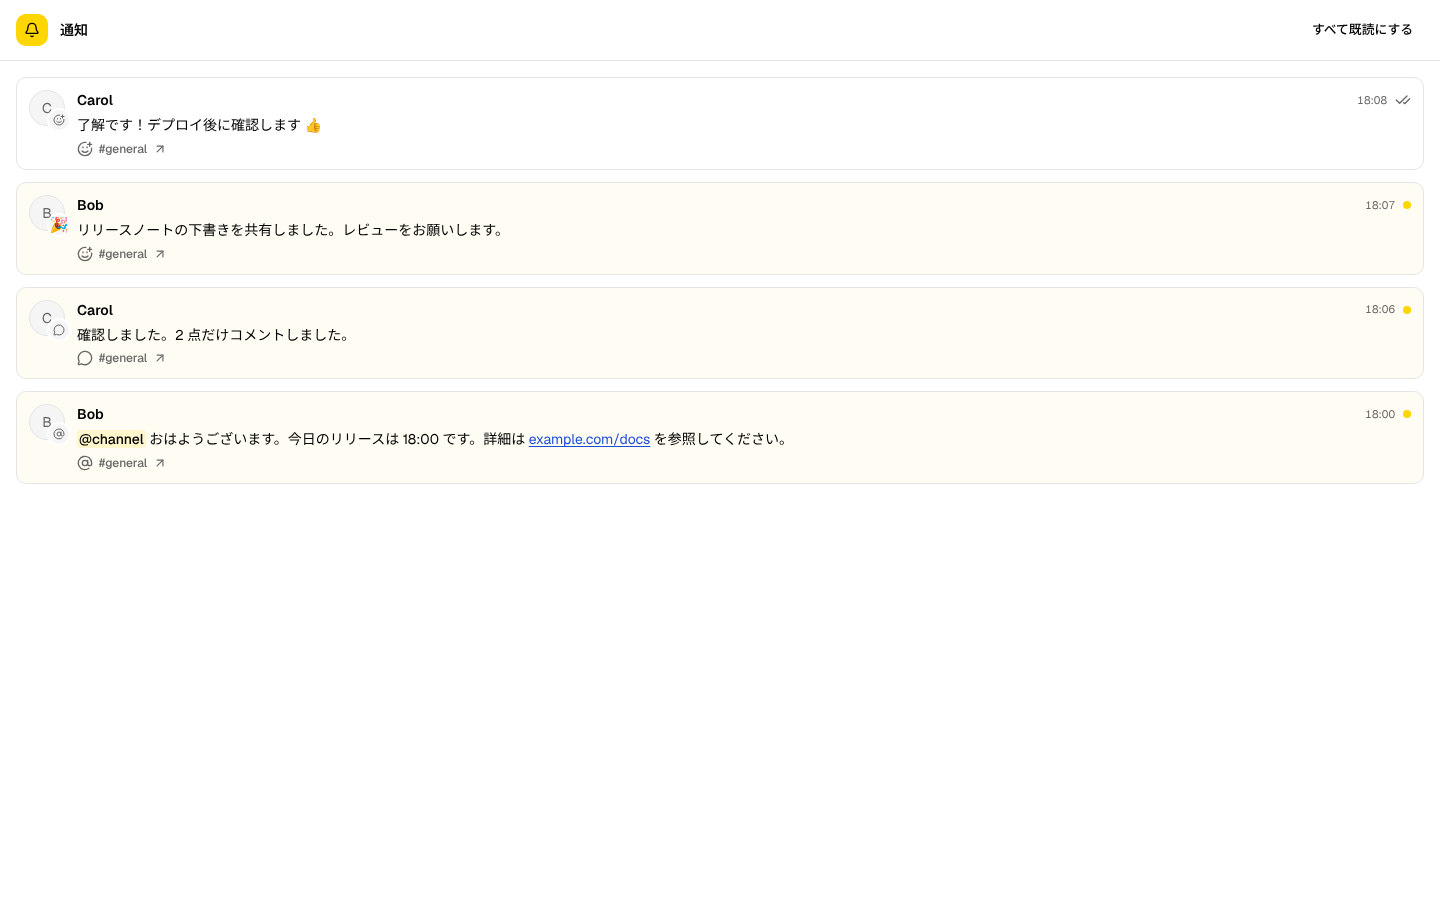 通知
すべて既読にする
C
Carol
18:08
了解です！デプロイ後に確認します 👍
#general
B
Bob
18:07
リリースノートの下書きを共有しました。レビューをお願いします。
#general
C
Carol
18:06
確認しました。2 点だけコメントしました。
#general
B
Bob
18:00
@channel おはようございます。今日のリリースは 18:00 です。詳細は example.com/docs を参照してください。
#general